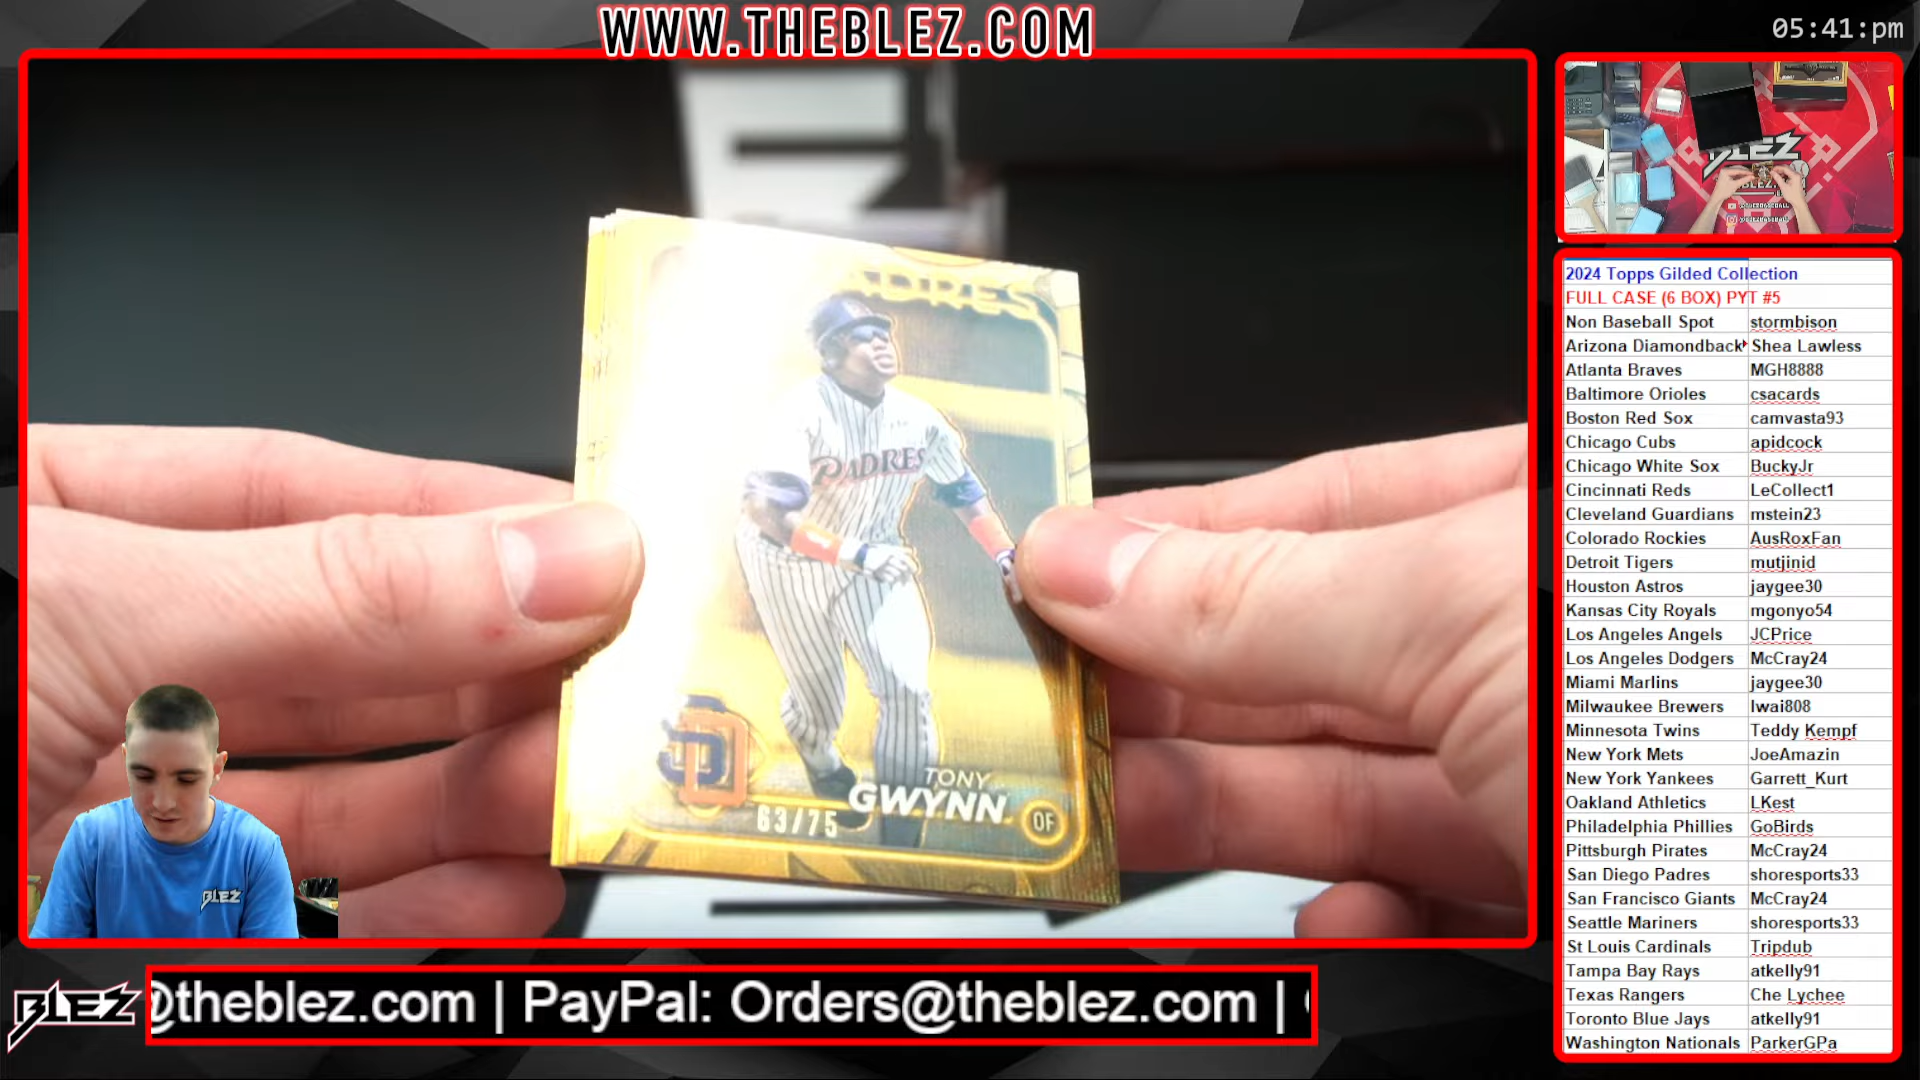 WWW.THEBLEZ.COM
05:41:pm
ADRES
PADRES
TONY
GWYNN
OF
63/75
BLEZ
BLEZ
2024 Topps Gilded Collection
FULL CASE (6 BOX) PYT #5
Non Baseball Spot stormbison
Arizona Diamondback Shea Lawless
Atlanta Braves MGH8888
Baltimore Orioles csacards
Boston Red Sox camvasta93
Chicago Cubs apidcock
Chicago White Sox BuckyJr
Cincinnati Reds LeCollect1
Cleveland Guardians mstein23
Colorado Rockies AusRoxFan
Detroit Tigers mutjinid
Houston Astros jaygee30
Kansas City Royals mgonyo54
Los Angeles Angels JCPrice
Los Angeles Dodgers McCray24
Miami Marlins jaygee30
Milwaukee Brewers Iwai808
Minnesota Twins Teddy Kempf
New York Mets JoeAmazin
New York Yankees Garrett_Kurt
Oakland Athletics LKest
Philadelphia Phillies GoBirds
Pittsburgh Pirates McCray24
San Diego Padres shoresports33
San Francisco Giants McCray24
Seattle Mariners shoresports33
St Louis Cardinals Tripdub
Tampa Bay Rays atkelly91
Texas Rangers Che Lychee
Toronto Blue Jays atkelly91
Washington Nationals ParkerGPa
BLEZ
@theblez.com | PayPal: Orders@theblez.com |